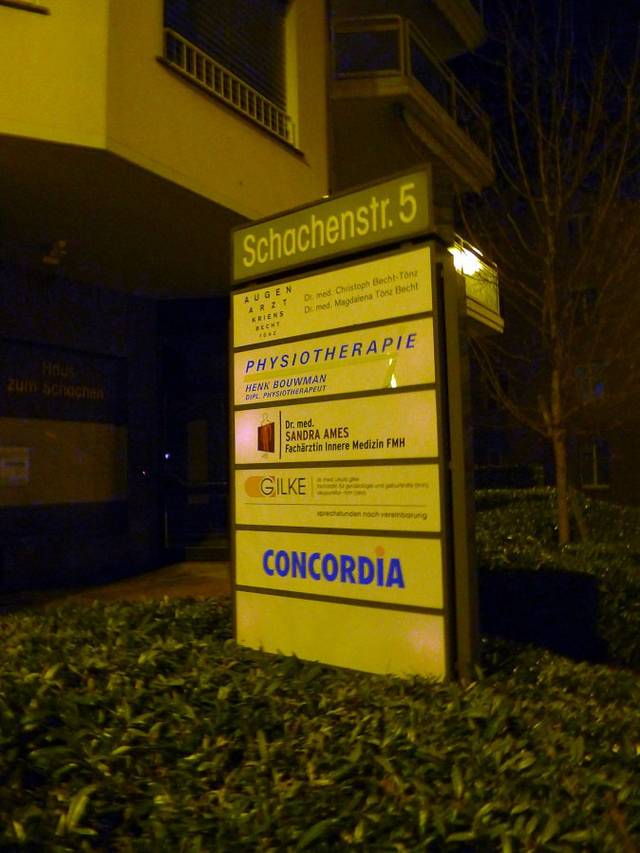 Schachenstr. 5
AUGEN
ARZT
KRIENS
BECHT
TÖNZ
Dr. med. Christoph Becht-Tönz
Dr. med. Magdalena Tönz Becht
PHYSIOTHERAPIE
HENK BOUWMAN
DIPL. PHYSIOTHERAPEUT
Dr. med.
SANDRA AMES
Fachärztin Innere Medizin FMH
GILKE
sprechstunden nach vereinbarung
CONCORDIA
Haus
zum Schachen